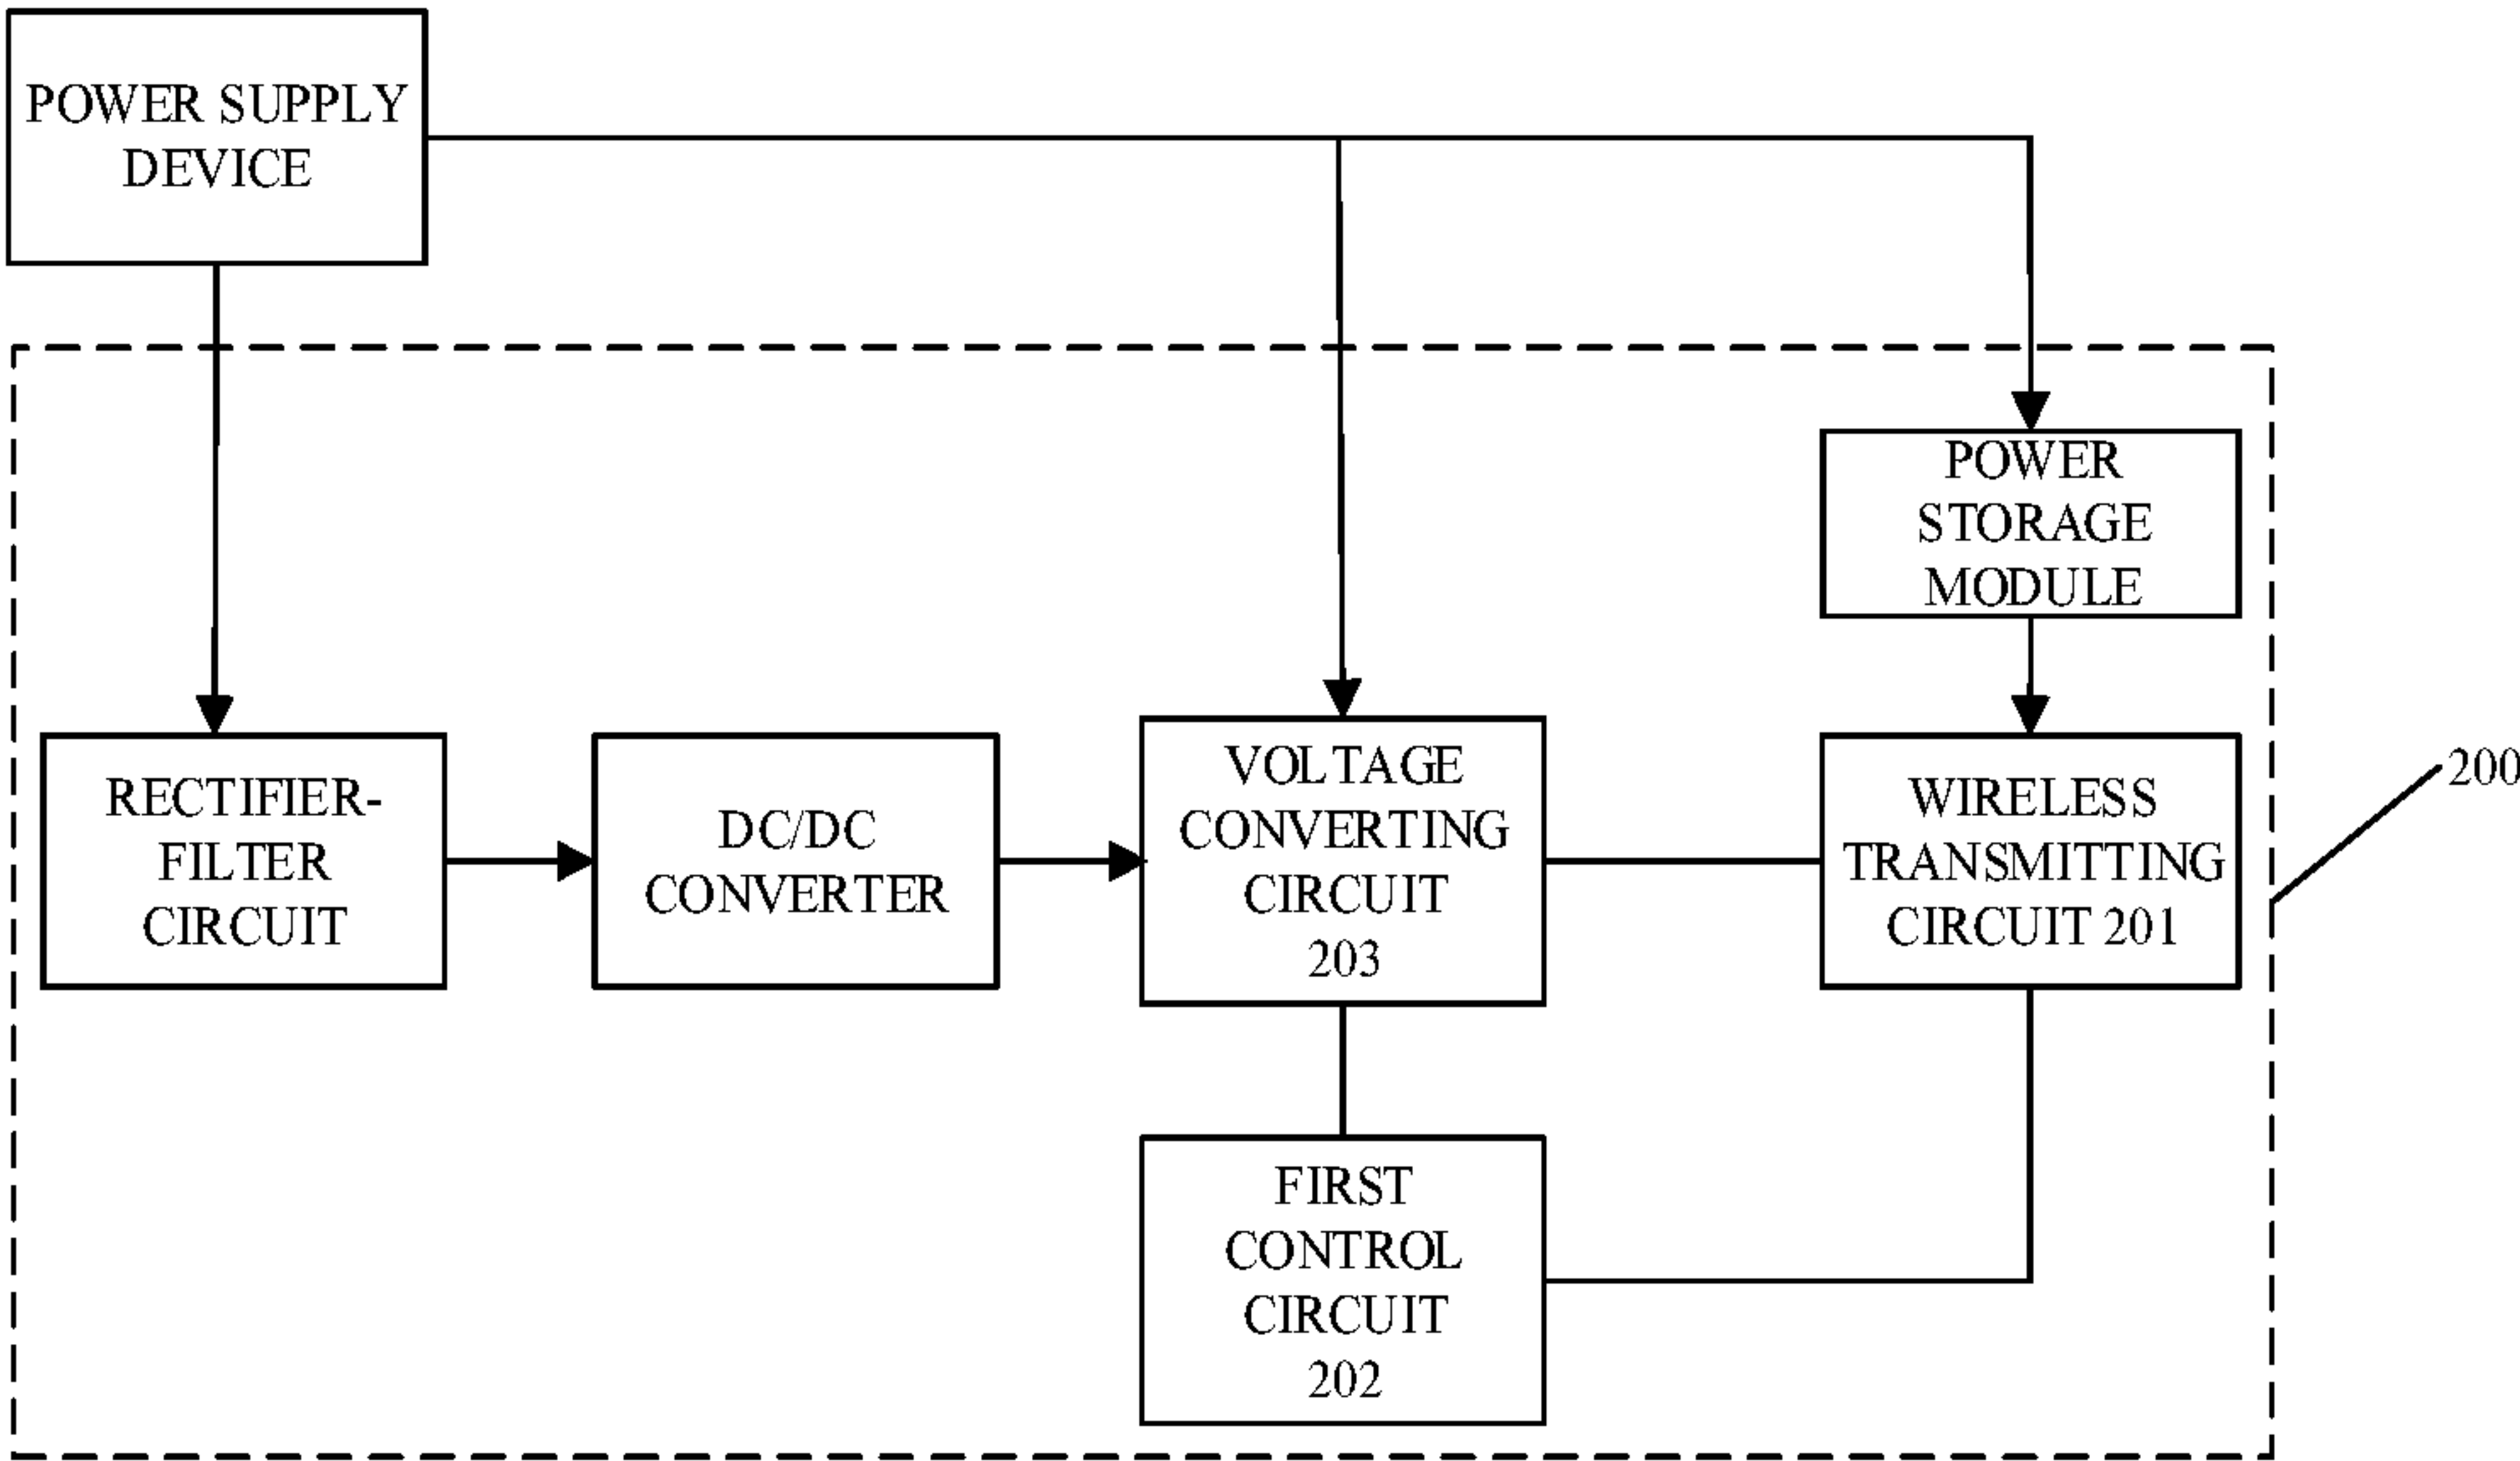 POWER SUPPLY
DEVICE
POWER
STORAGE
MODULE
RECTIFIER-
FILTER
CIRCUIT
DC/DC
CONVERTER
VOLTAGE
CONVERTING
CIRCUIT
203
WIRELESS
TRANSMITTING
CIRCUIT 201
200
FIRST
CONTROL
CIRCUIT
202